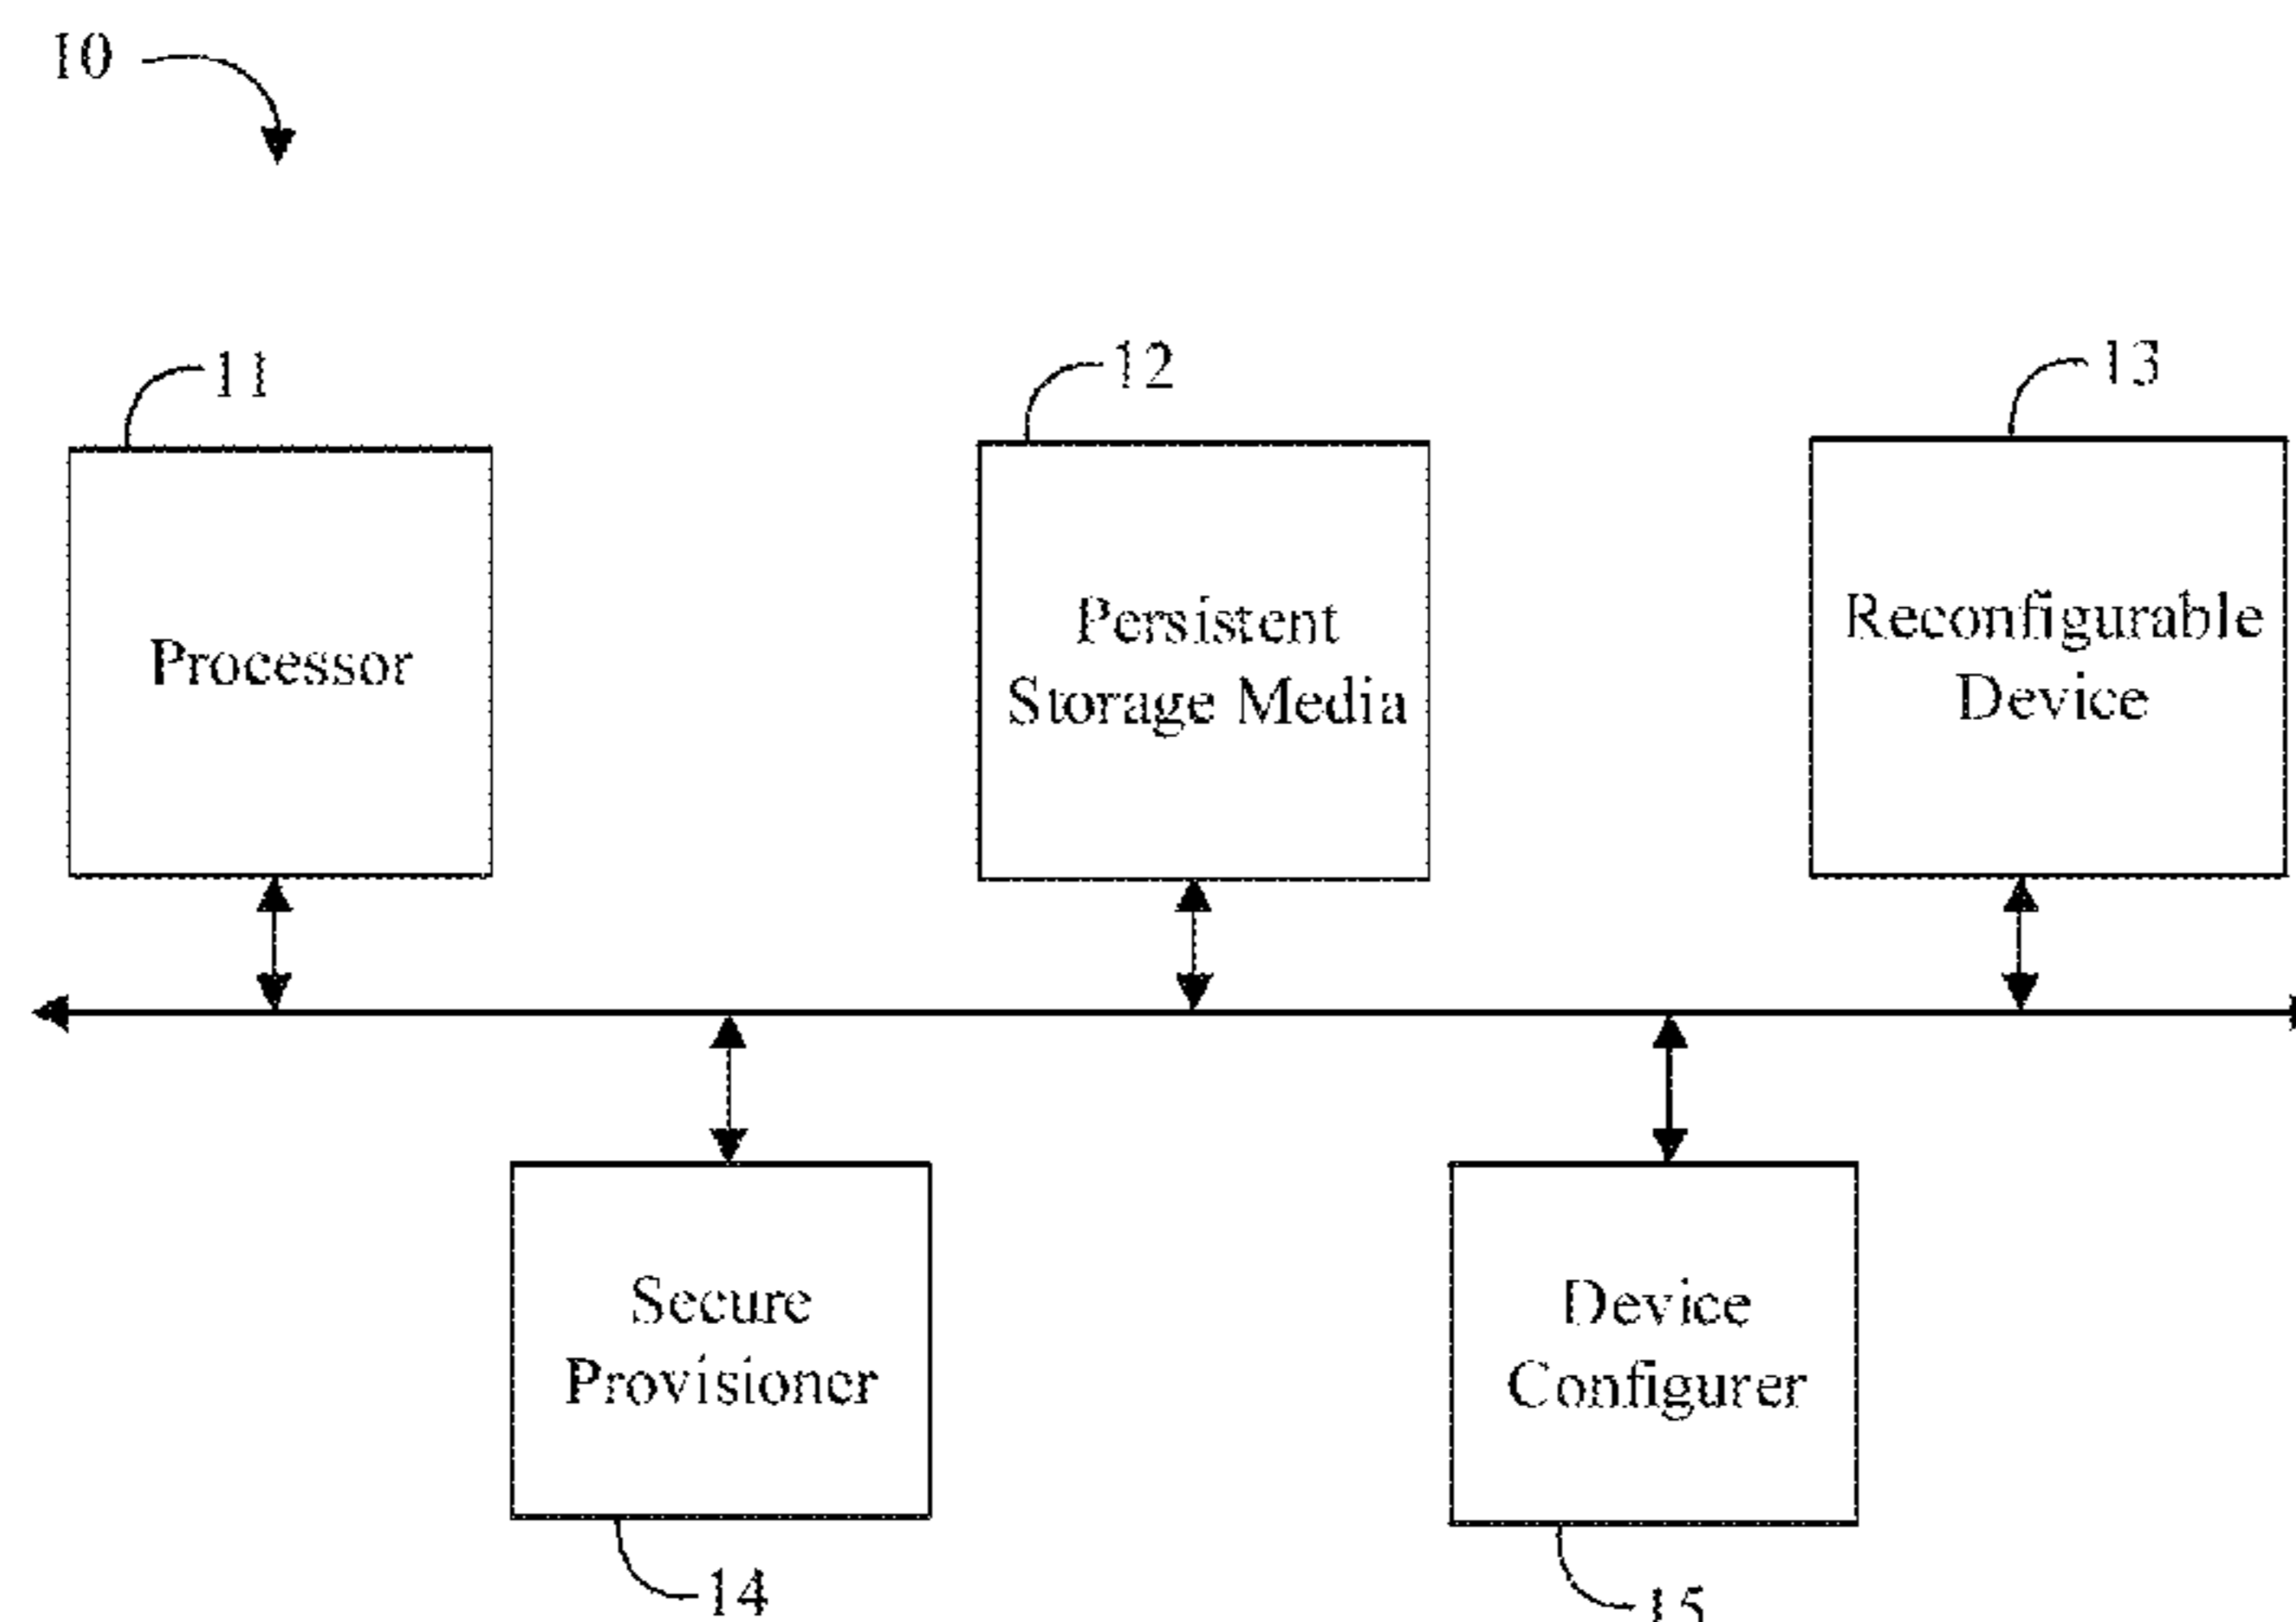 10
11
12
13
Processor
Persistent
Storage Media
Reconfigurable
Device
Secure
Provisioner
Device
Configurer
14
15